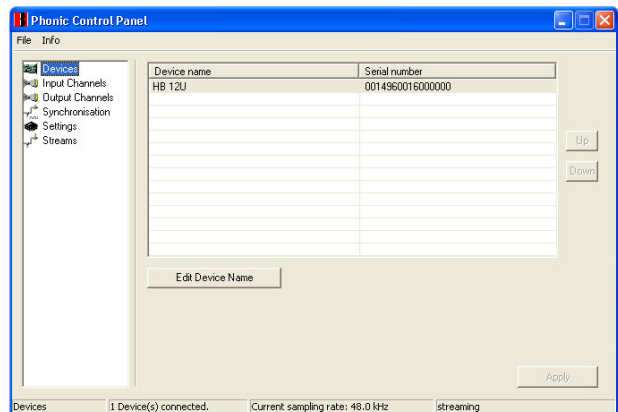 Phonic Control Panel
File Info
Devices
Input Channels
Output Channels
Synchronisation
Settings
Streams
Device name Serial number
HB 12U 0014960016000000
Up
Down
Edit Device Name
Apply
Devices 1 Device(s) connected. Current sampling rate: 48.0 kHz streaming